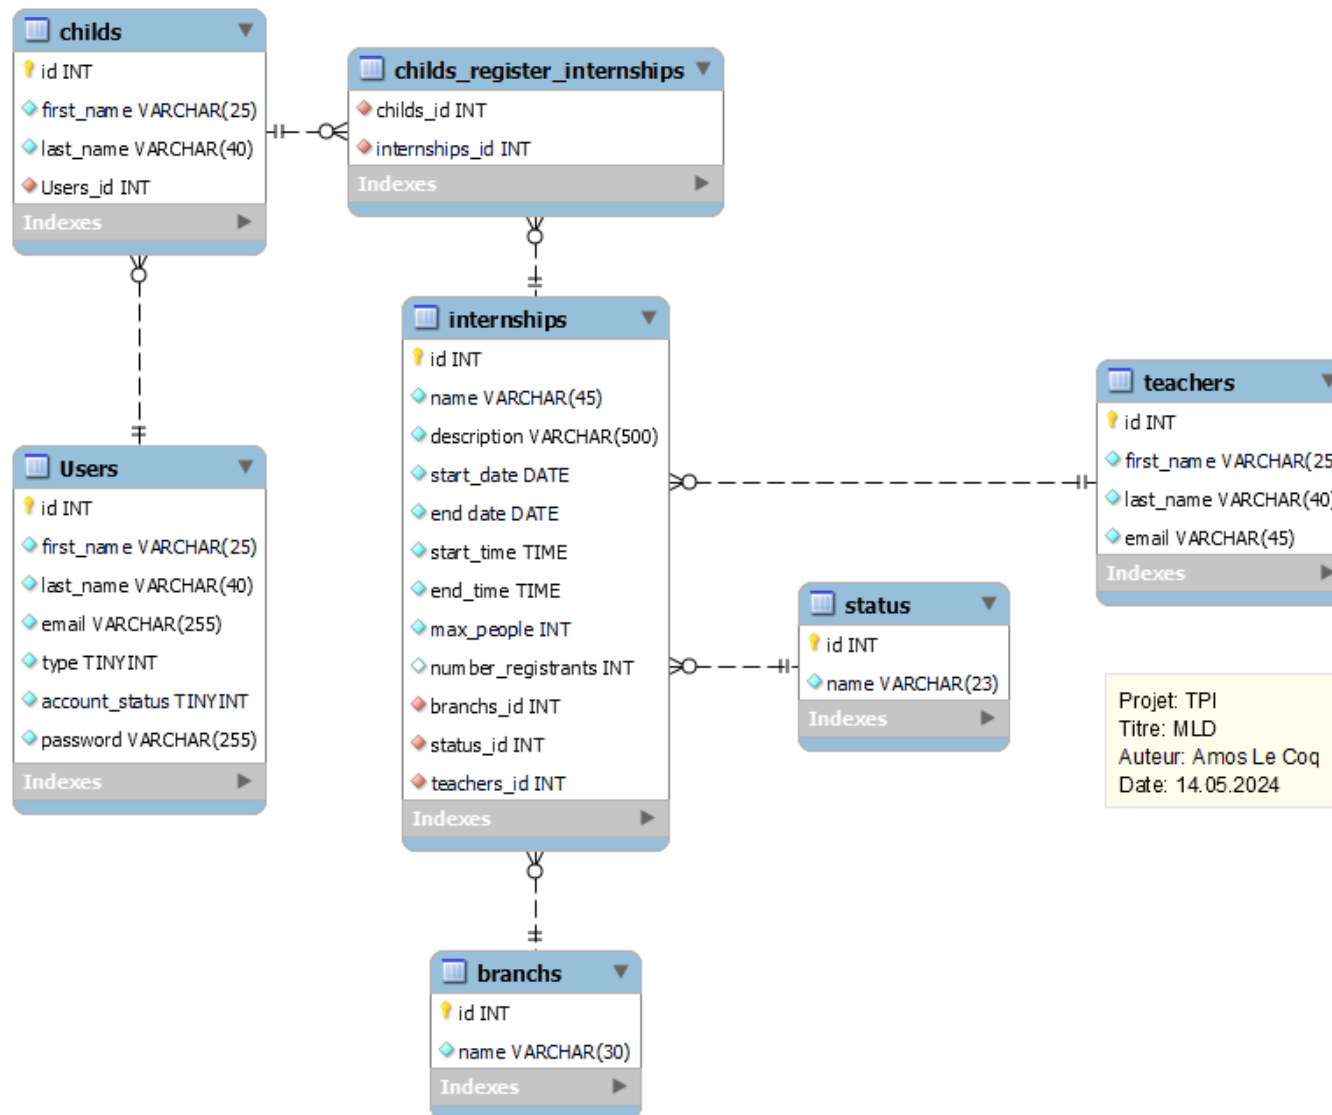 childs
id INT
first_name VARCHAR(25)
last_name VARCHAR(40)
Users_id INT
Indexes
childs_register_internships
childs_id INT
internships_id INT
Indexes
internships
id INT
name VARCHAR(45)
description VARCHAR(500)
start_date DATE
end date DATE
start_time TIME
end_time TIME
max_people INT
number_registrants INT
branchs_id INT
status_id INT
teachers_id INT
Indexes
teachers
id INT
first_name VARCHAR(25
last_name VARCHAR(40)
email VARCHAR(45)
Indexes
Users
id INT
first_name VARCHAR(25)
last_name VARCHAR(40)
email VARCHAR(255)
type TINYINT
account_status TINYINT
password VARCHAR(255)
Indexes
status
id INT
name VARCHAR(23)
Indexes
Projet: TPI
Titre: MLD
Auteur: Amos Le Coq
Date: 14.05.2024
branchs
id INT
name VARCHAR(30)
Indexes